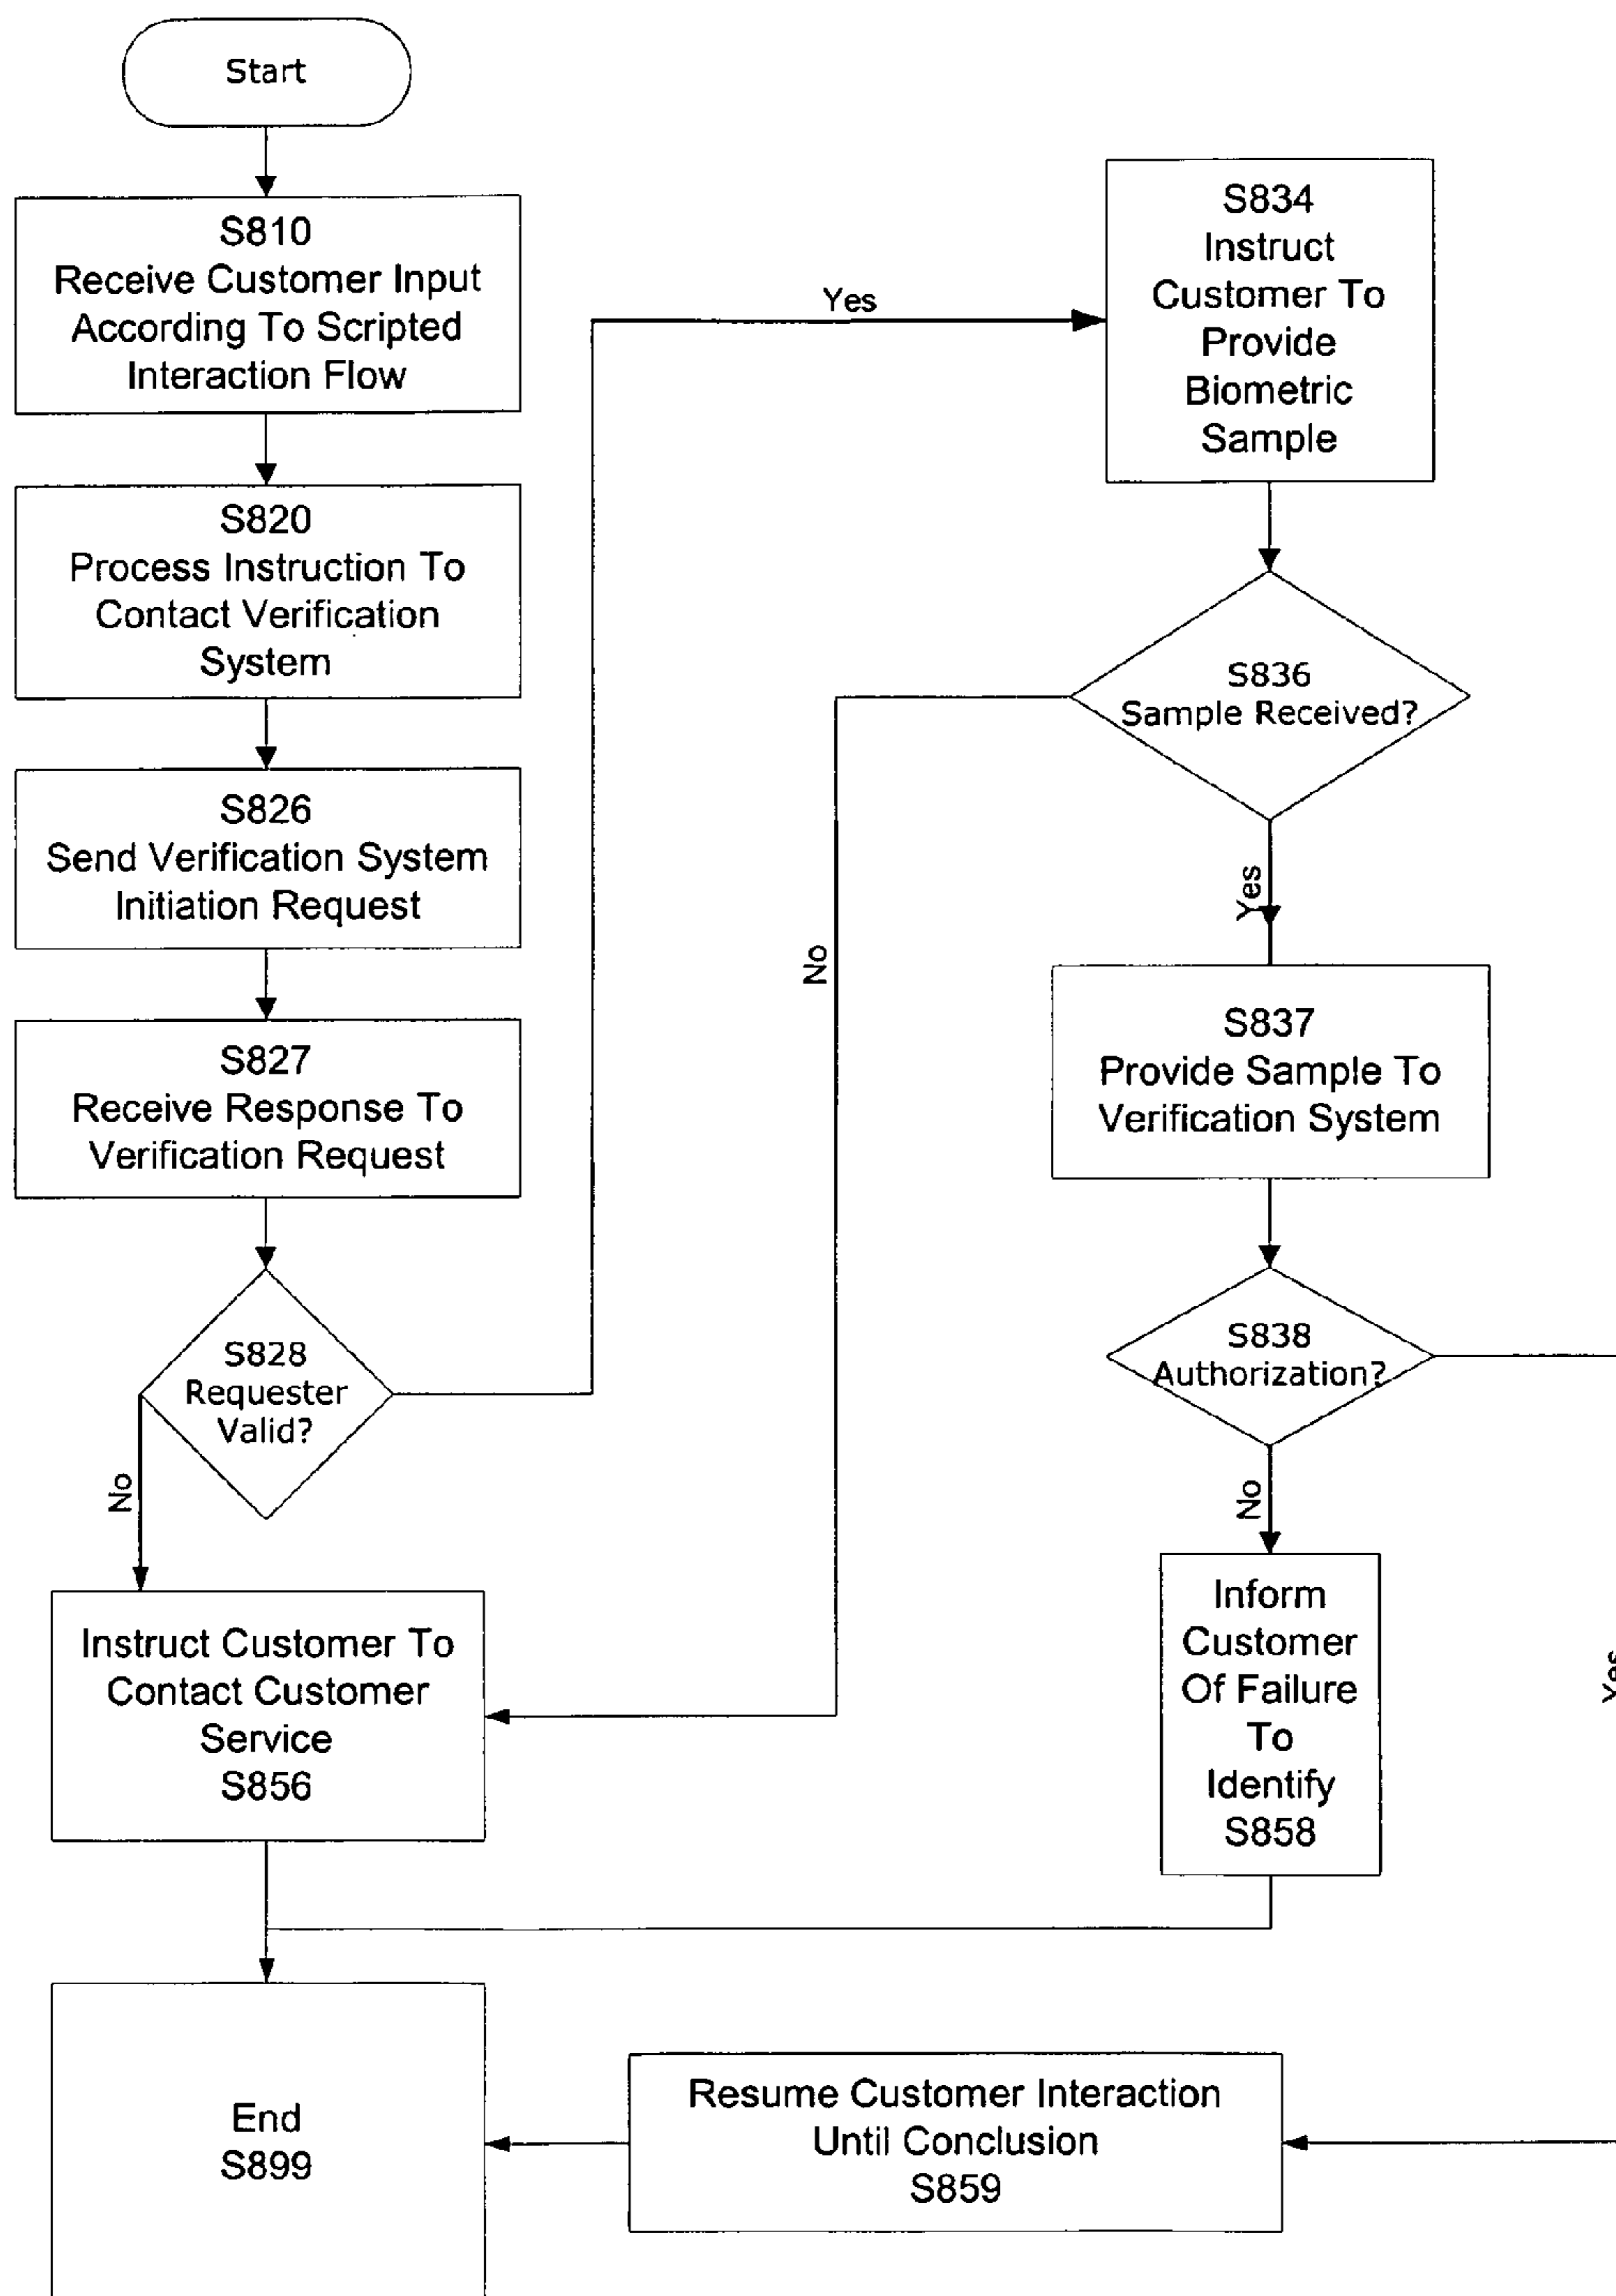 Start
S810
Receive Customer Input
According To Scripted
Interaction Flow
S820
Process Instruction To
Contact Verification
System
S826
Send Verification System
Initiation Request
S827
Receive Response To
Verification Request
S828
Requester
Valid?
No
Yes
S834
Instruct
Customer To
Provide
Biometric
Sample
S836
Sample Received?
No
Yes
S837
Provide Sample To
Verification System
S838
Authorization?
No
Yes
Inform
Customer
Of Failure
To
Identify
S858
Instruct Customer To
Contact Customer
Service
S856
Resume Customer Interaction
Until Conclusion
S859
End
S899